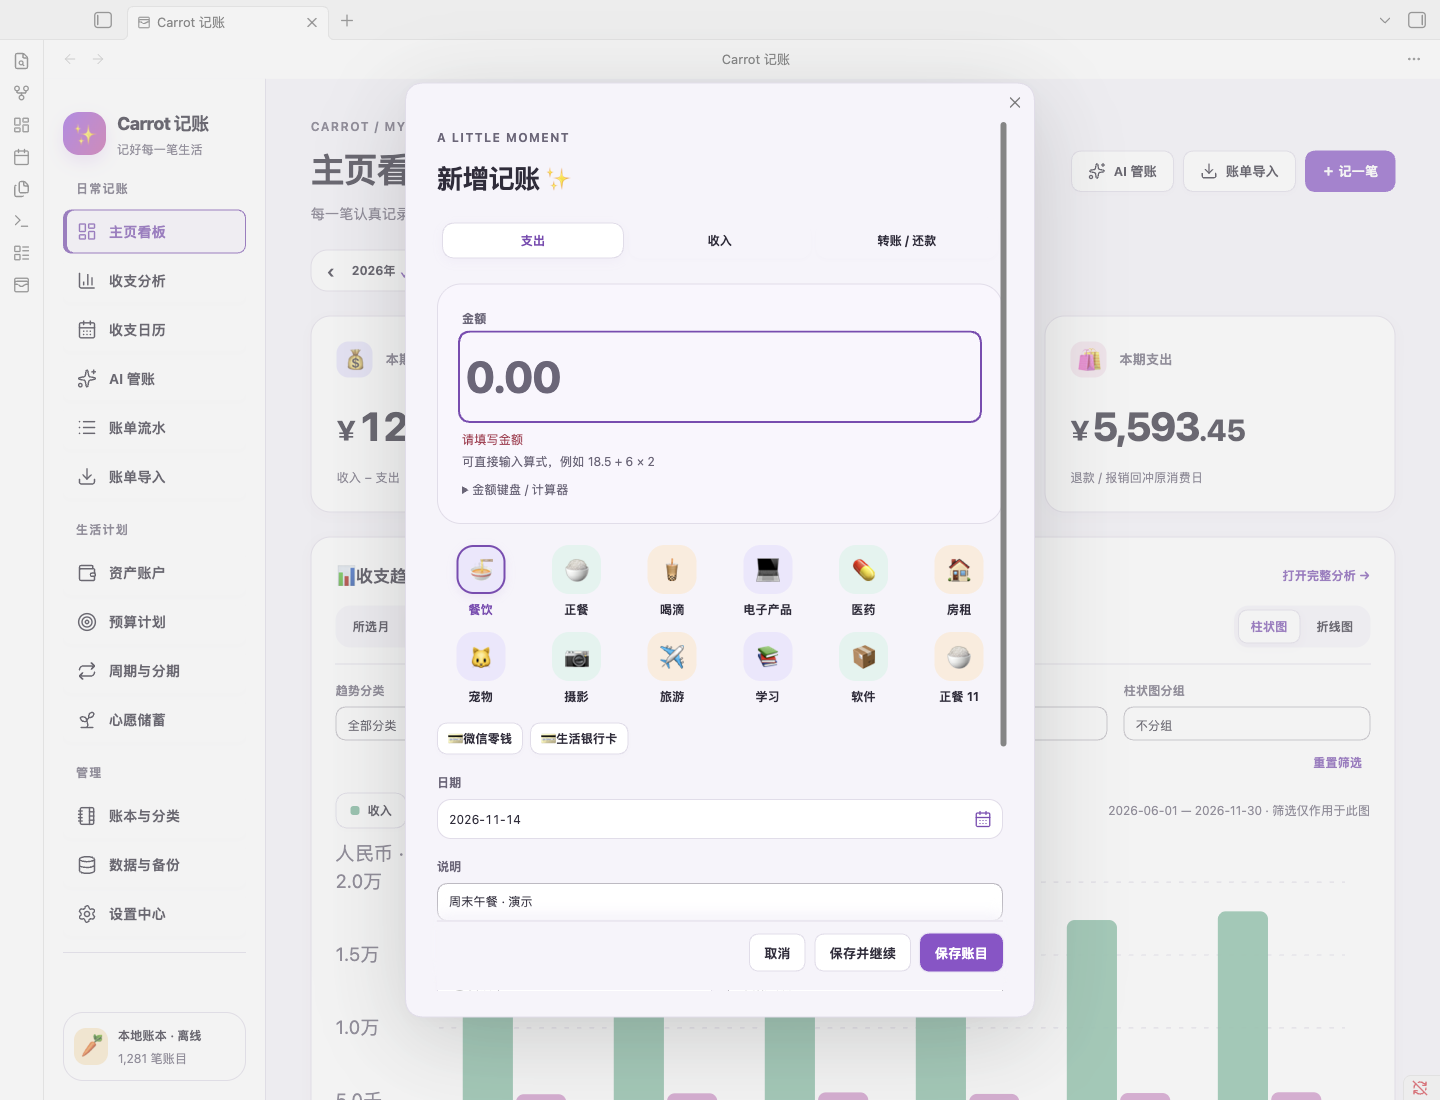 Carrot 记账
Carrot 记账
Carrot 记账
记好每一笔生活
日常记账
主页看板
收支分析
收支日历
AI 管账
账单流水
账单导入
生活计划
资产账户
预算计划
周期与分期
心愿储蓄
管理
账本与分类
数据与备份
设置中心
本地账本 · 离线
1,281 笔账目
CARROT / MY
主页看
每一笔认真记录
AI 管账
账单导入
+ 记一笔
2026年
本期
¥12
收入 − 支出
本期支出
¥5,593.45
退款 / 报销回冲原消费日
收支趋
打开完整分析 →
所选月
柱状图
折线图
趋势分类
全部分类
柱状图分组
不分组
重置筛选
收入
2026-06-01 — 2026-11-30 · 筛选仅作用于此图
人民币 ·
2.0万
1.5万
1.0万
5.0千
A LITTLE MOMENT
新增记账
支出
收入
转账 / 还款
金额
0.00
请填写金额
可直接输入算式，例如 18.5 + 6 × 2
金额键盘 / 计算器
餐饮
正餐
喝滴
电子产品
医药
房租
宠物
摄影
旅游
学习
软件
正餐 11
微信零钱
生活银行卡
日期
2026-11-14
说明
周末午餐 · 演示
取消
保存并继续
保存账目